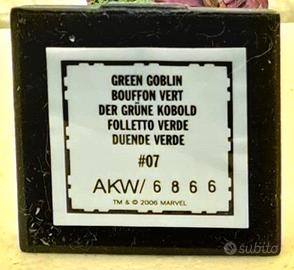 GREEN GOBLIN
BOUFFON VERT
DER GRÜNE KOBOLD
FOLLETTO VERDE
DUENDE VERDE
#07
AKW/ 6866
TM & © 2006 MARVEL
subito